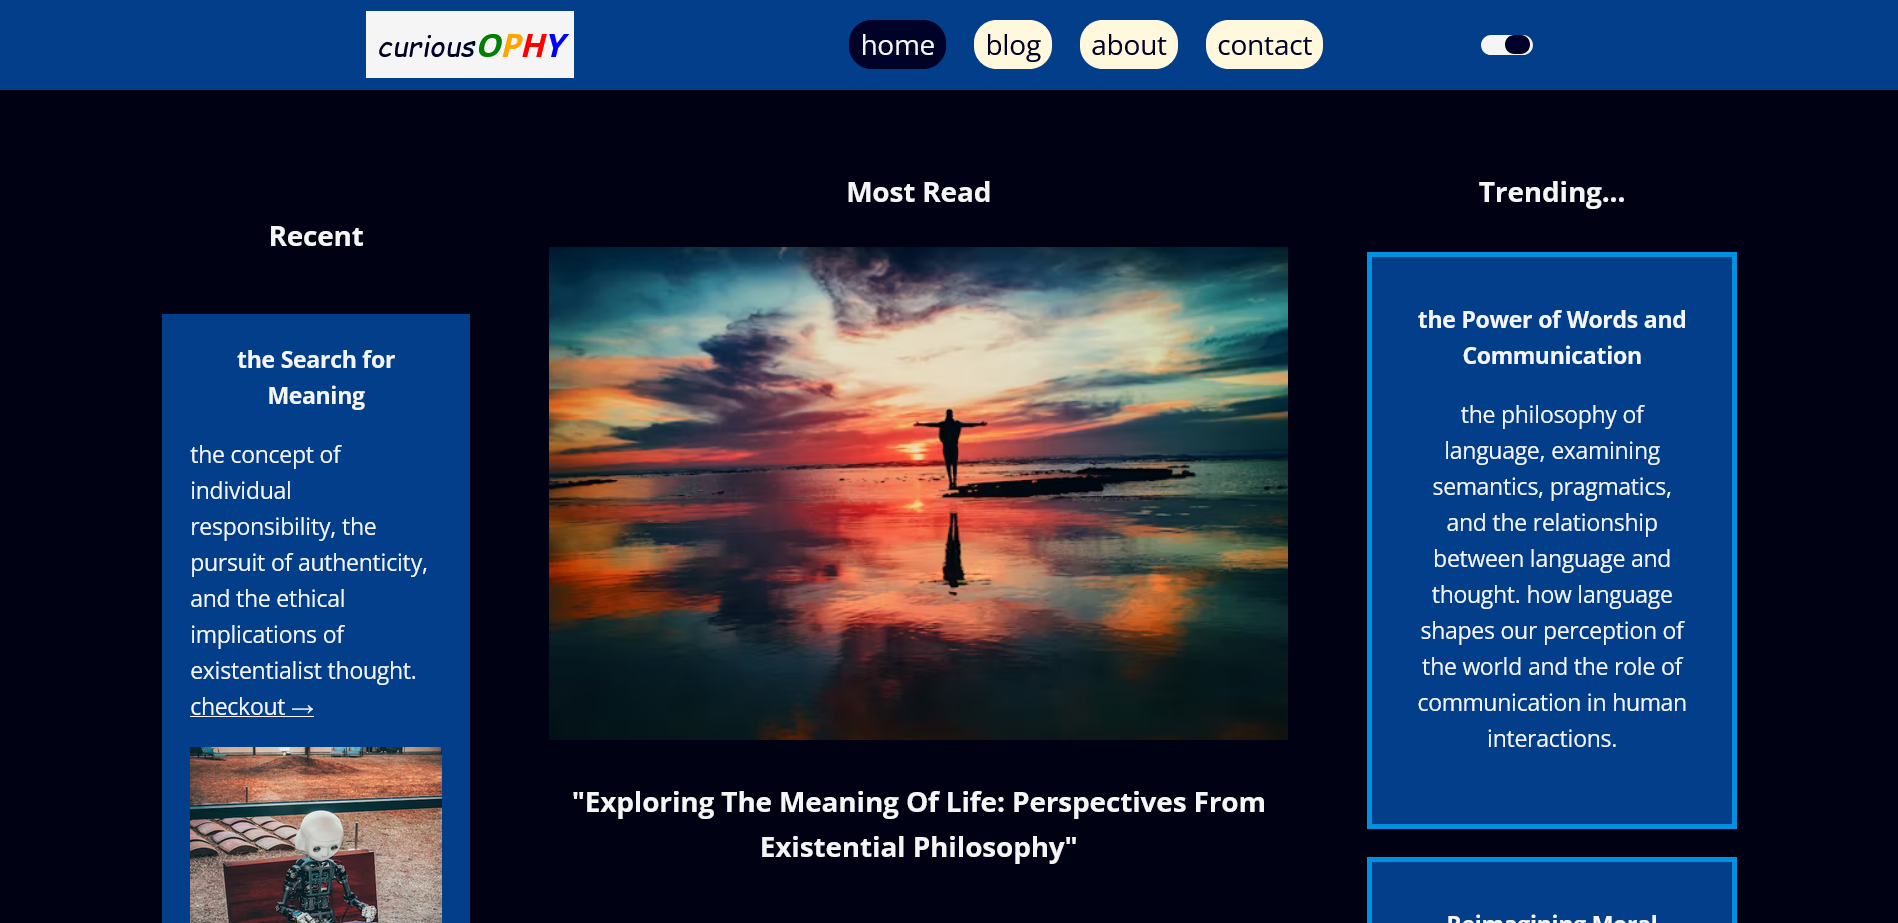 curiousOPHY
home
blog
about
contact
Recent
the Search for
Meaning
the concept of
individual
responsibility, the
pursuit of authenticity,
and the ethical
implications of
existentialist thought.
checkout →
Most Read
"Exploring The Meaning Of Life: Perspectives From
Existential Philosophy"
Trending...
the Power of Words and
Communication
the philosophy of
language, examining
semantics, pragmatics,
and the relationship
between language and
thought. how language
shapes our perception of
the world and the role of
communication in human
interactions.
Reimagining Moral